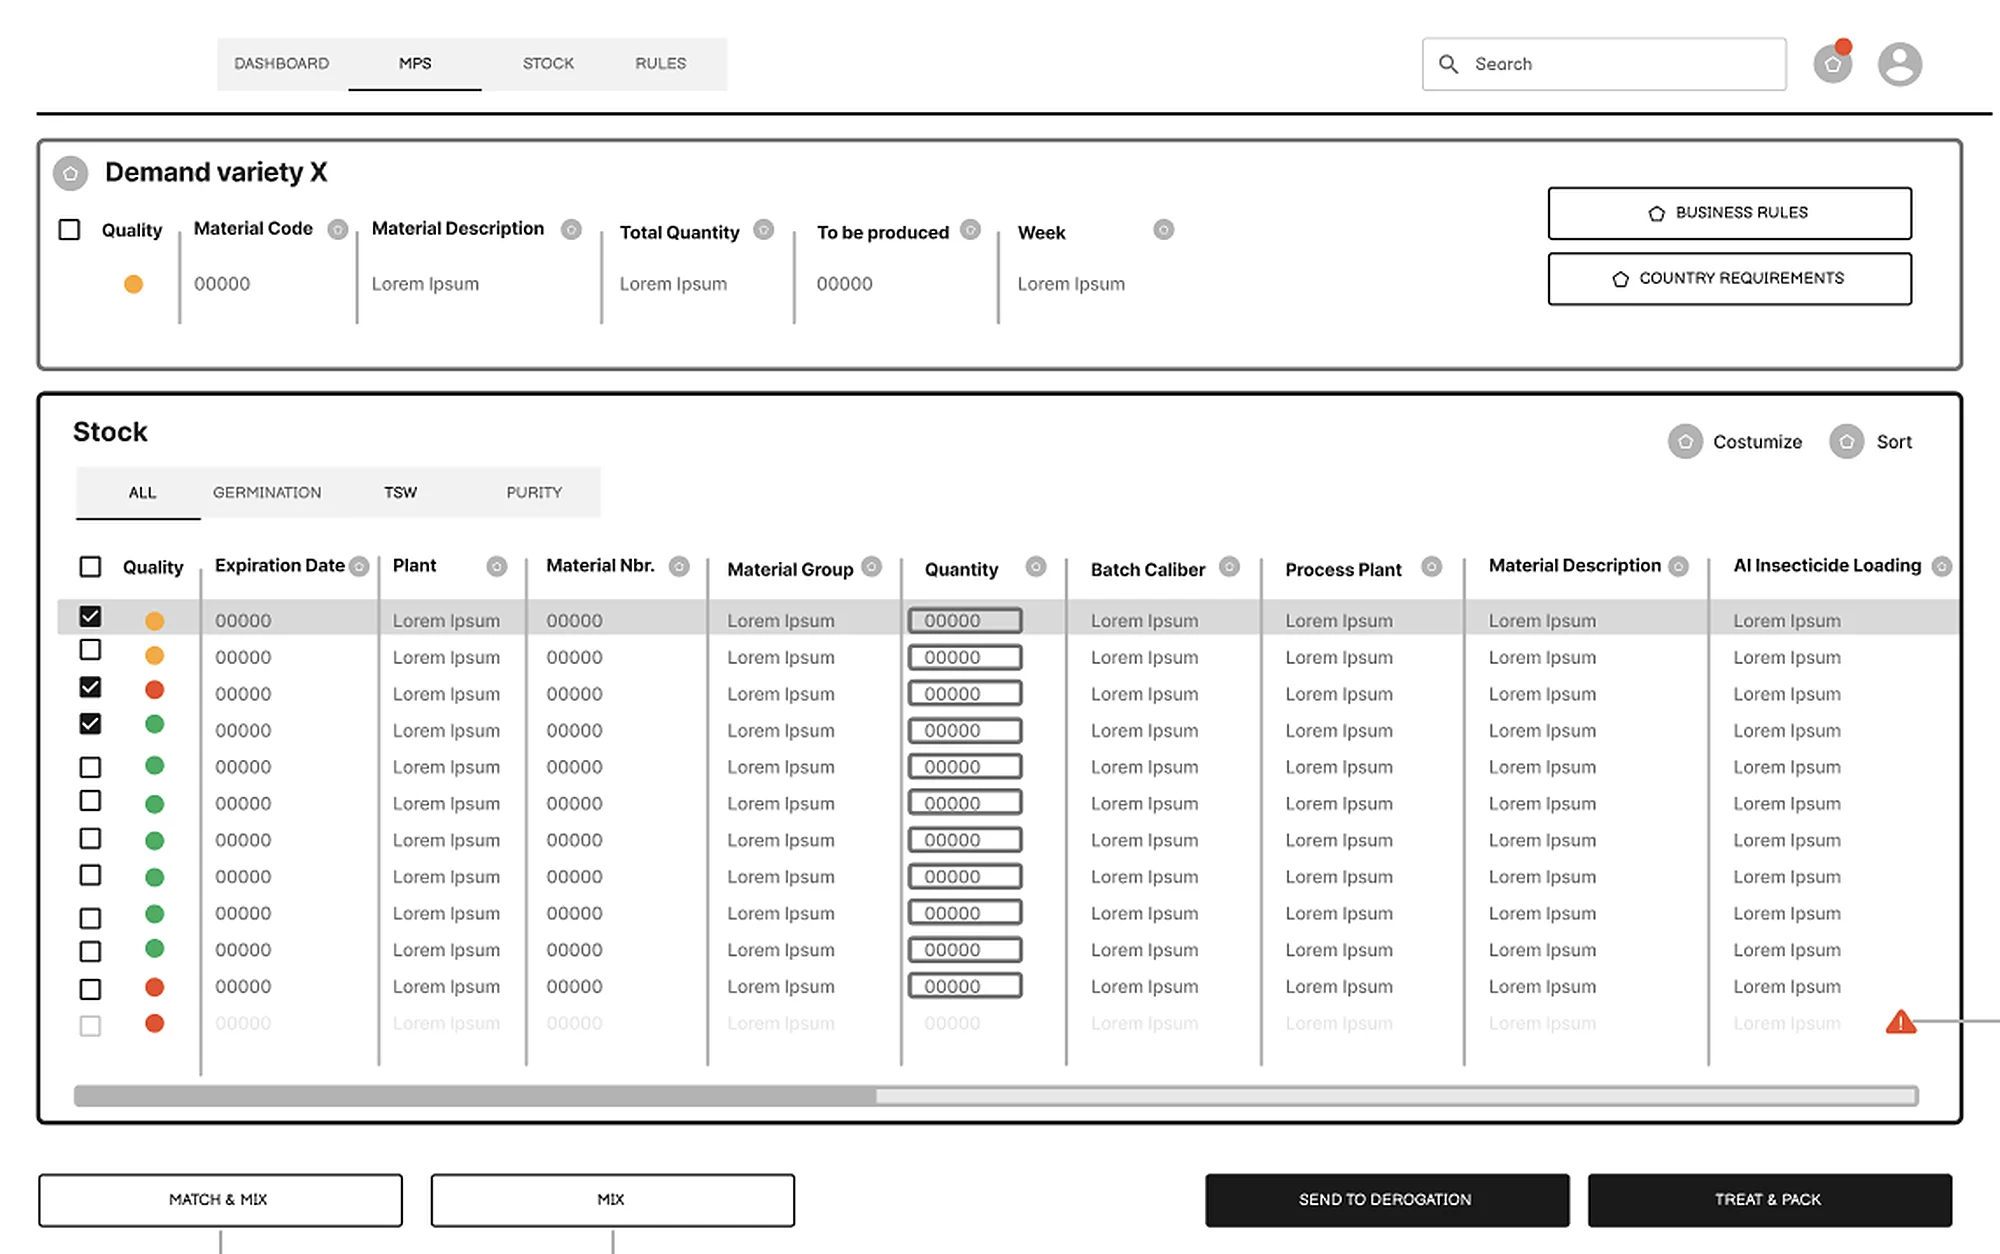 DASHBOARD MPS STOCK RULES Search
Demand variety X
Quality Material Code Material Description Total Quantity To be produced Week
00000 Lorem Ipsum Lorem Ipsum 00000 Lorem Ipsum
BUSINESS RULES
COUNTRY REQUIREMENTS
Stock
Costumize Sort
ALL GERMINATION TSW PURITY
Quality Expiration Date Plant Material Nbr. Material Group Quantity Batch Caliber Process Plant Material Description AI Insecticide Loading
00000 Lorem Ipsum 00000 Lorem Ipsum 00000 Lorem Ipsum Lorem Ipsum Lorem Ipsum Lorem Ipsum
00000 Lorem Ipsum 00000 Lorem Ipsum 00000 Lorem Ipsum Lorem Ipsum Lorem Ipsum Lorem Ipsum
00000 Lorem Ipsum 00000 Lorem Ipsum 00000 Lorem Ipsum Lorem Ipsum Lorem Ipsum Lorem Ipsum
00000 Lorem Ipsum 00000 Lorem Ipsum 00000 Lorem Ipsum Lorem Ipsum Lorem Ipsum Lorem Ipsum
00000 Lorem Ipsum 00000 Lorem Ipsum 00000 Lorem Ipsum Lorem Ipsum Lorem Ipsum Lorem Ipsum
00000 Lorem Ipsum 00000 Lorem Ipsum 00000 Lorem Ipsum Lorem Ipsum Lorem Ipsum Lorem Ipsum
00000 Lorem Ipsum 00000 Lorem Ipsum 00000 Lorem Ipsum Lorem Ipsum Lorem Ipsum Lorem Ipsum
00000 Lorem Ipsum 00000 Lorem Ipsum 00000 Lorem Ipsum Lorem Ipsum Lorem Ipsum Lorem Ipsum
00000 Lorem Ipsum 00000 Lorem Ipsum 00000 Lorem Ipsum Lorem Ipsum Lorem Ipsum Lorem Ipsum
00000 Lorem Ipsum 00000 Lorem Ipsum 00000 Lorem Ipsum Lorem Ipsum Lorem Ipsum Lorem Ipsum
00000 Lorem Ipsum 00000 Lorem Ipsum 00000 Lorem Ipsum Lorem Ipsum Lorem Ipsum Lorem Ipsum
00000 Lorem Ipsum 00000 Lorem Ipsum 00000 Lorem Ipsum Lorem Ipsum Lorem Ipsum Lorem Ipsum
MATCH & MIX MIX SEND TO DEROGATION TREAT & PACK